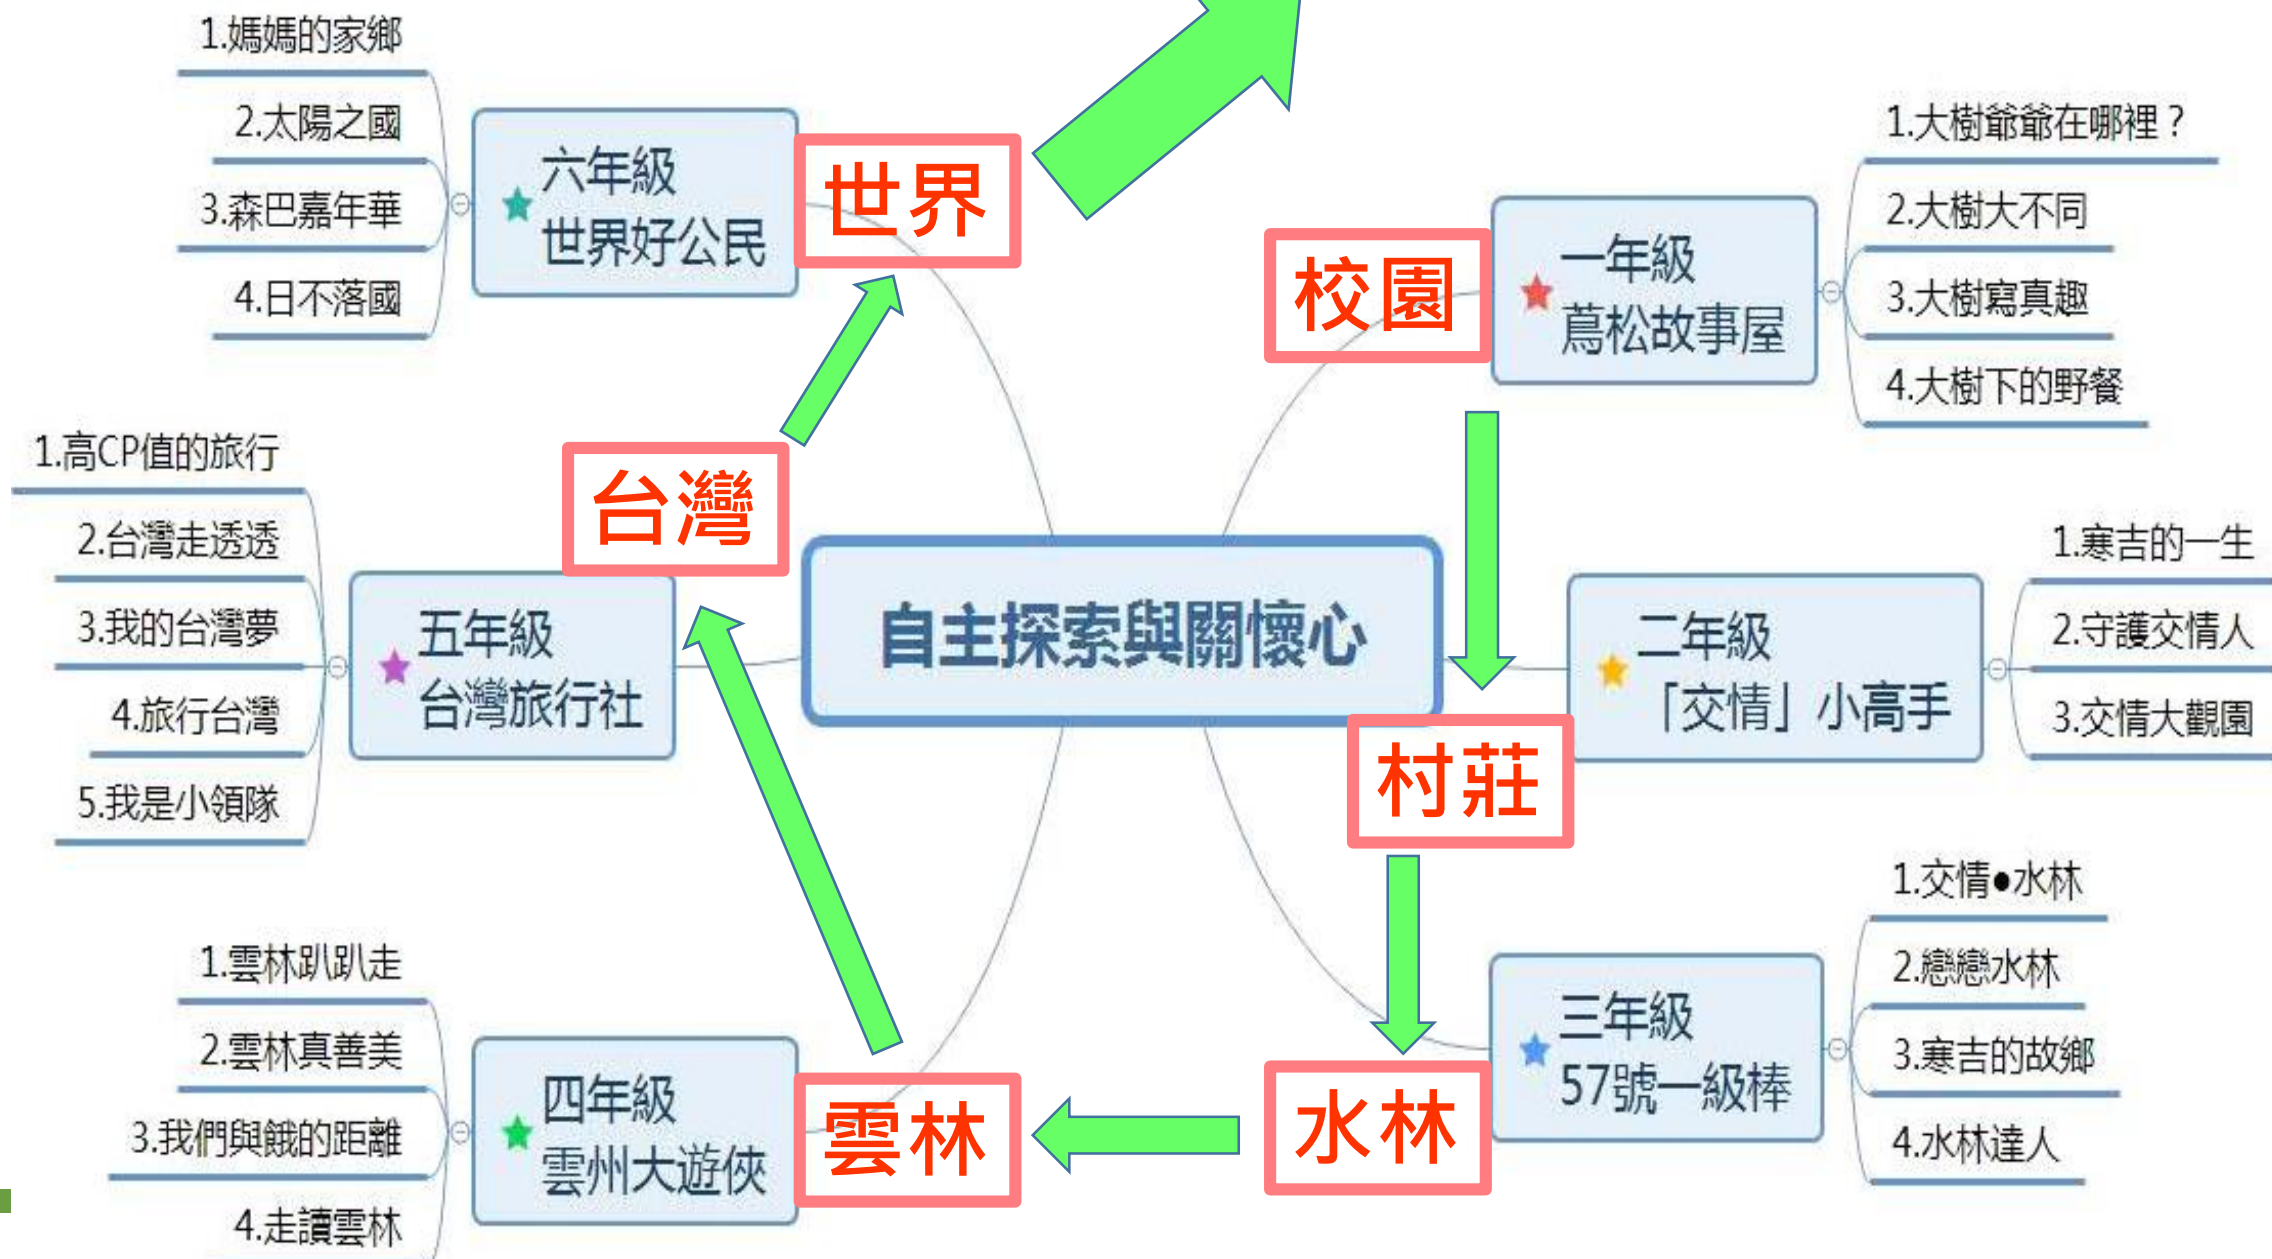 自主探索與關懷心
校園
一年級
蔦松故事屋
1.大樹爺爺在哪裡？
2.大樹大不同
3.大樹寫真趣
4.大樹下的野餐
村莊
二年級
「交情」小高手
1.寒吉的一生
2.守護交情人
3.交情大觀園
水林
三年級
57號一級棒
1.交情●水林
2.戀戀水林
3.寒吉的故鄉
4.水林達人
雲林
四年級
雲州大遊俠
1.雲林趴趴走
2.雲林真善美
3.我們與餓的距離
4.走讀雲林
台灣
五年級
台灣旅行社
1.高CP值的旅行
2.台灣走透透
3.我的台灣夢
4.旅行台灣
5.我是小領隊
世界
六年級
世界好公民
1.媽媽的家鄉
2.太陽之國
3.森巴嘉年華
4.日不落國